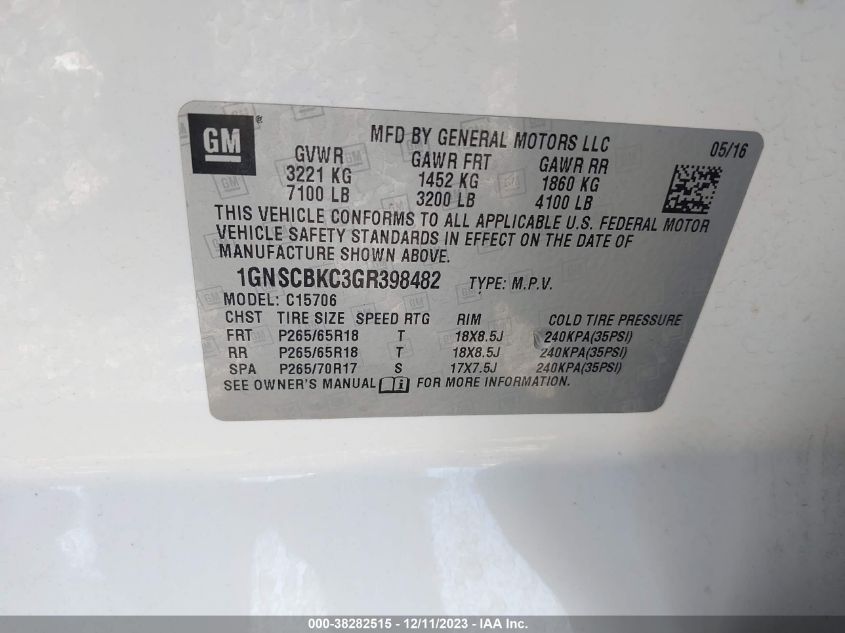 GM ®
MFD BY GENERAL MOTORS LLC 05/16
GVWR GAWR FRT GAWR RR
3221 KG 1452 KG 1860 KG
7100 LB 3200 LB 4100 LB
THIS VEHICLE CONFORMS TO ALL APPLICABLE U.S. FEDERAL MOTOR
VEHICLE SAFETY STANDARDS IN EFFECT ON THE DATE OF
MANUFACTURE SHOWN ABOVE.
1GNSCBKC3GR398482 TYPE: M.P.V.
MODEL: C15706
CHST TIRE SIZE SPEED RTG RIM COLD TIRE PRESSURE
FRT P265/65R18 T 18X8.5J 240KPA(35PSI)
RR P265/65R18 T 18X8.5J 240KPA(35PSI)
SPA P265/70R17 S 17X7.5J 240KPA(35PSI)
SEE OWNER'S MANUAL FOR MORE INFORMATION.
000-38282515 - 12/11/2023 - IAA Inc.